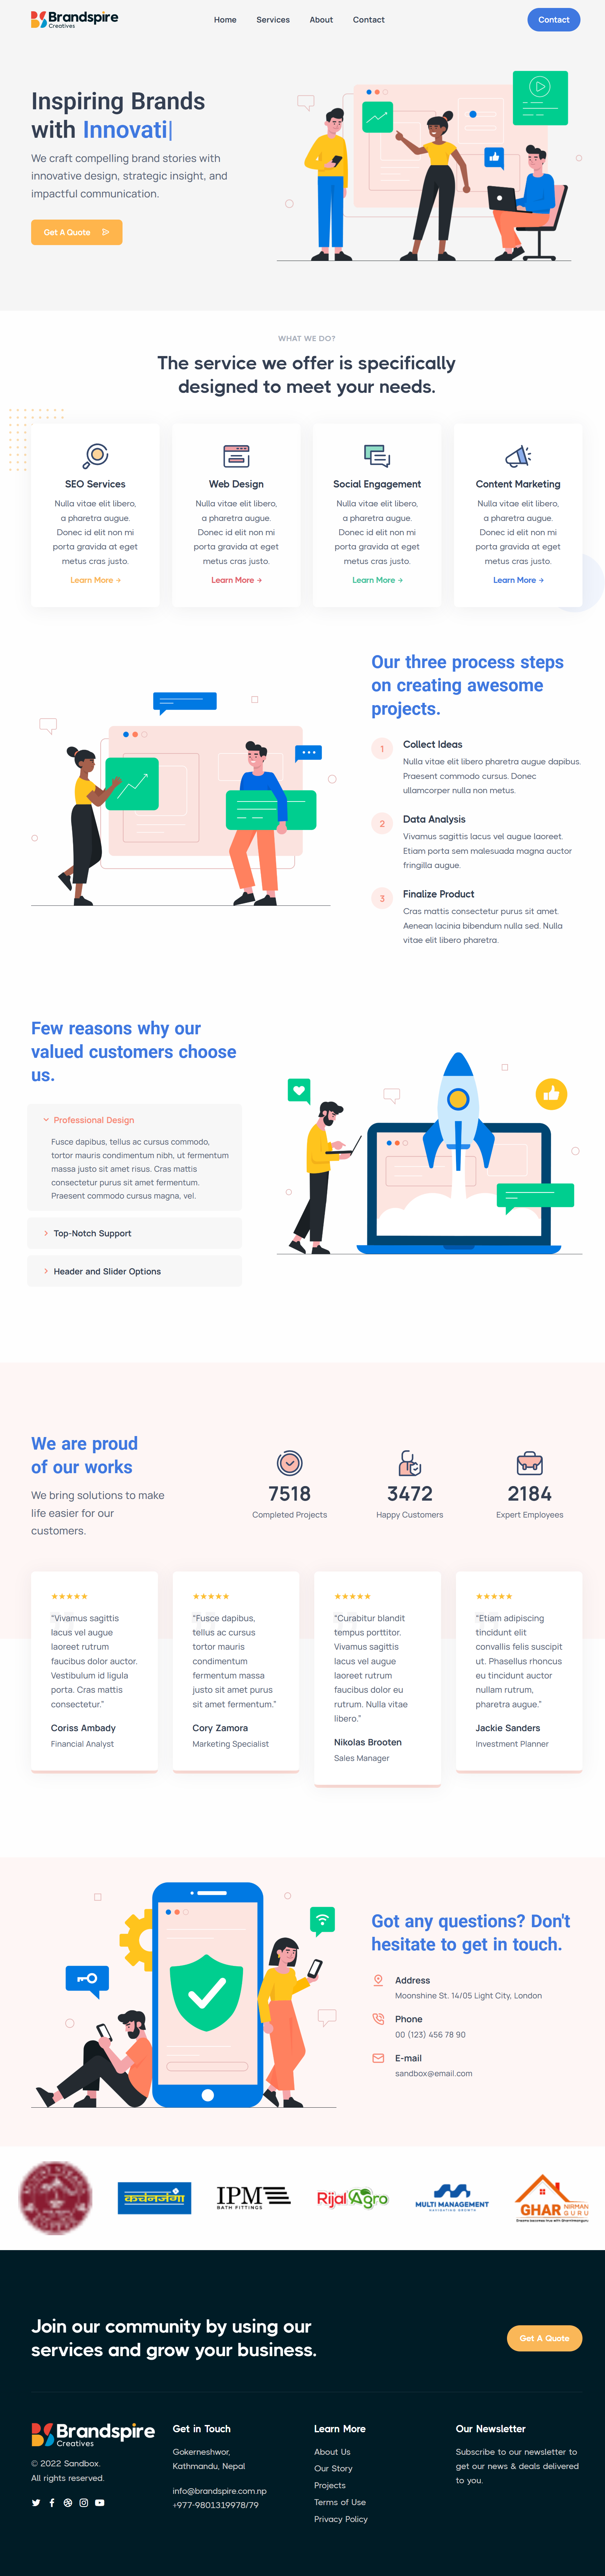 Brandspire
Creatives
Home Services About Contact
Contact
Inspiring Brands
with Innovati|
We craft compelling brand stories with
innovative design, strategic insight, and
impactful communication.
Get A Quote
WHAT WE DO?
The service we offer is specifically
designed to meet your needs.
SEO Services
Nulla vitae elit libero,
a pharetra augue.
Donec id elit non mi
porta gravida at eget
metus cras justo.
Learn More →
Web Design
Nulla vitae elit libero,
a pharetra augue.
Donec id elit non mi
porta gravida at eget
metus cras justo.
Learn More →
Social Engagement
Nulla vitae elit libero,
a pharetra augue.
Donec id elit non mi
porta gravida at eget
metus cras justo.
Learn More →
Content Marketing
Nulla vitae elit libero,
a pharetra augue.
Donec id elit non mi
porta gravida at eget
metus cras justo.
Learn More →
Our three process steps
on creating awesome
projects.
1
Collect Ideas
Nulla vitae elit libero pharetra augue dapibus.
Praesent commodo cursus. Donec
ullamcorper nulla non metus.
2
Data Analysis
Vivamus sagittis lacus vel augue laoreet.
Etiam porta sem malesuada magna auctor
fringilla augue.
3
Finalize Product
Cras mattis consectetur purus sit amet.
Aenean lacinia bibendum nulla sed. Nulla
vitae elit libero pharetra.
Few reasons why our
valued customers choose
us.
Professional Design
Fusce dapibus, tellus ac cursus commodo,
tortor mauris condimentum nibh, ut fermentum
massa justo sit amet risus. Cras mattis
consectetur purus sit amet fermentum.
Praesent commodo cursus magna, vel.
Top-Notch Support
Header and Slider Options
We are proud
of our works
We bring solutions to make
life easier for our
customers.
7518
Completed Projects
3472
Happy Customers
2184
Expert Employees
“Vivamus sagittis
lacus vel augue
laoreet rutrum
faucibus dolor auctor.
Vestibulum id ligula
porta. Cras mattis
consectetur.”
Coriss Ambady
Financial Analyst
“Fusce dapibus,
tellus ac cursus
tortor mauris
condimentum
fermentum massa
justo sit amet purus
sit amet fermentum.”
Cory Zamora
Marketing Specialist
“Curabitur blandit
tempus porttitor.
Vivamus sagittis
lacus vel augue
laoreet rutrum
faucibus dolor eu
rutrum. Nulla vitae
libero.”
Nikolas Brooten
Sales Manager
“Etiam adipiscing
tincidunt elit
convallis felis suscipit
ut. Phasellus rhoncus
eu tincidunt auctor
nullam rutrum,
pharetra augue.”
Jackie Sanders
Investment Planner
Got any questions? Don't
hesitate to get in touch.
Address
Moonshine St. 14/05 Light City, London
Phone
00 (123) 456 78 90
E-mail
sandbox@email.com
कंचनजंगा
IPM
BATH FITTINGS
Rijal Agro
MULTI MANAGEMENT
NAVIGATING GROWTH
GHAR NIRMAN
GURU
Join our community by using our
services and grow your business.
Get A Quote
Brandspire
Creatives
© 2022 Sandbox.
All rights reserved.
Get in Touch
Gokerneshwor,
Kathmandu, Nepal
info@brandspire.com.np
+977-9801319978/79
Learn More
About Us
Our Story
Projects
Terms of Use
Privacy Policy
Our Newsletter
Subscribe to our newsletter to
get our news & deals delivered
to you.